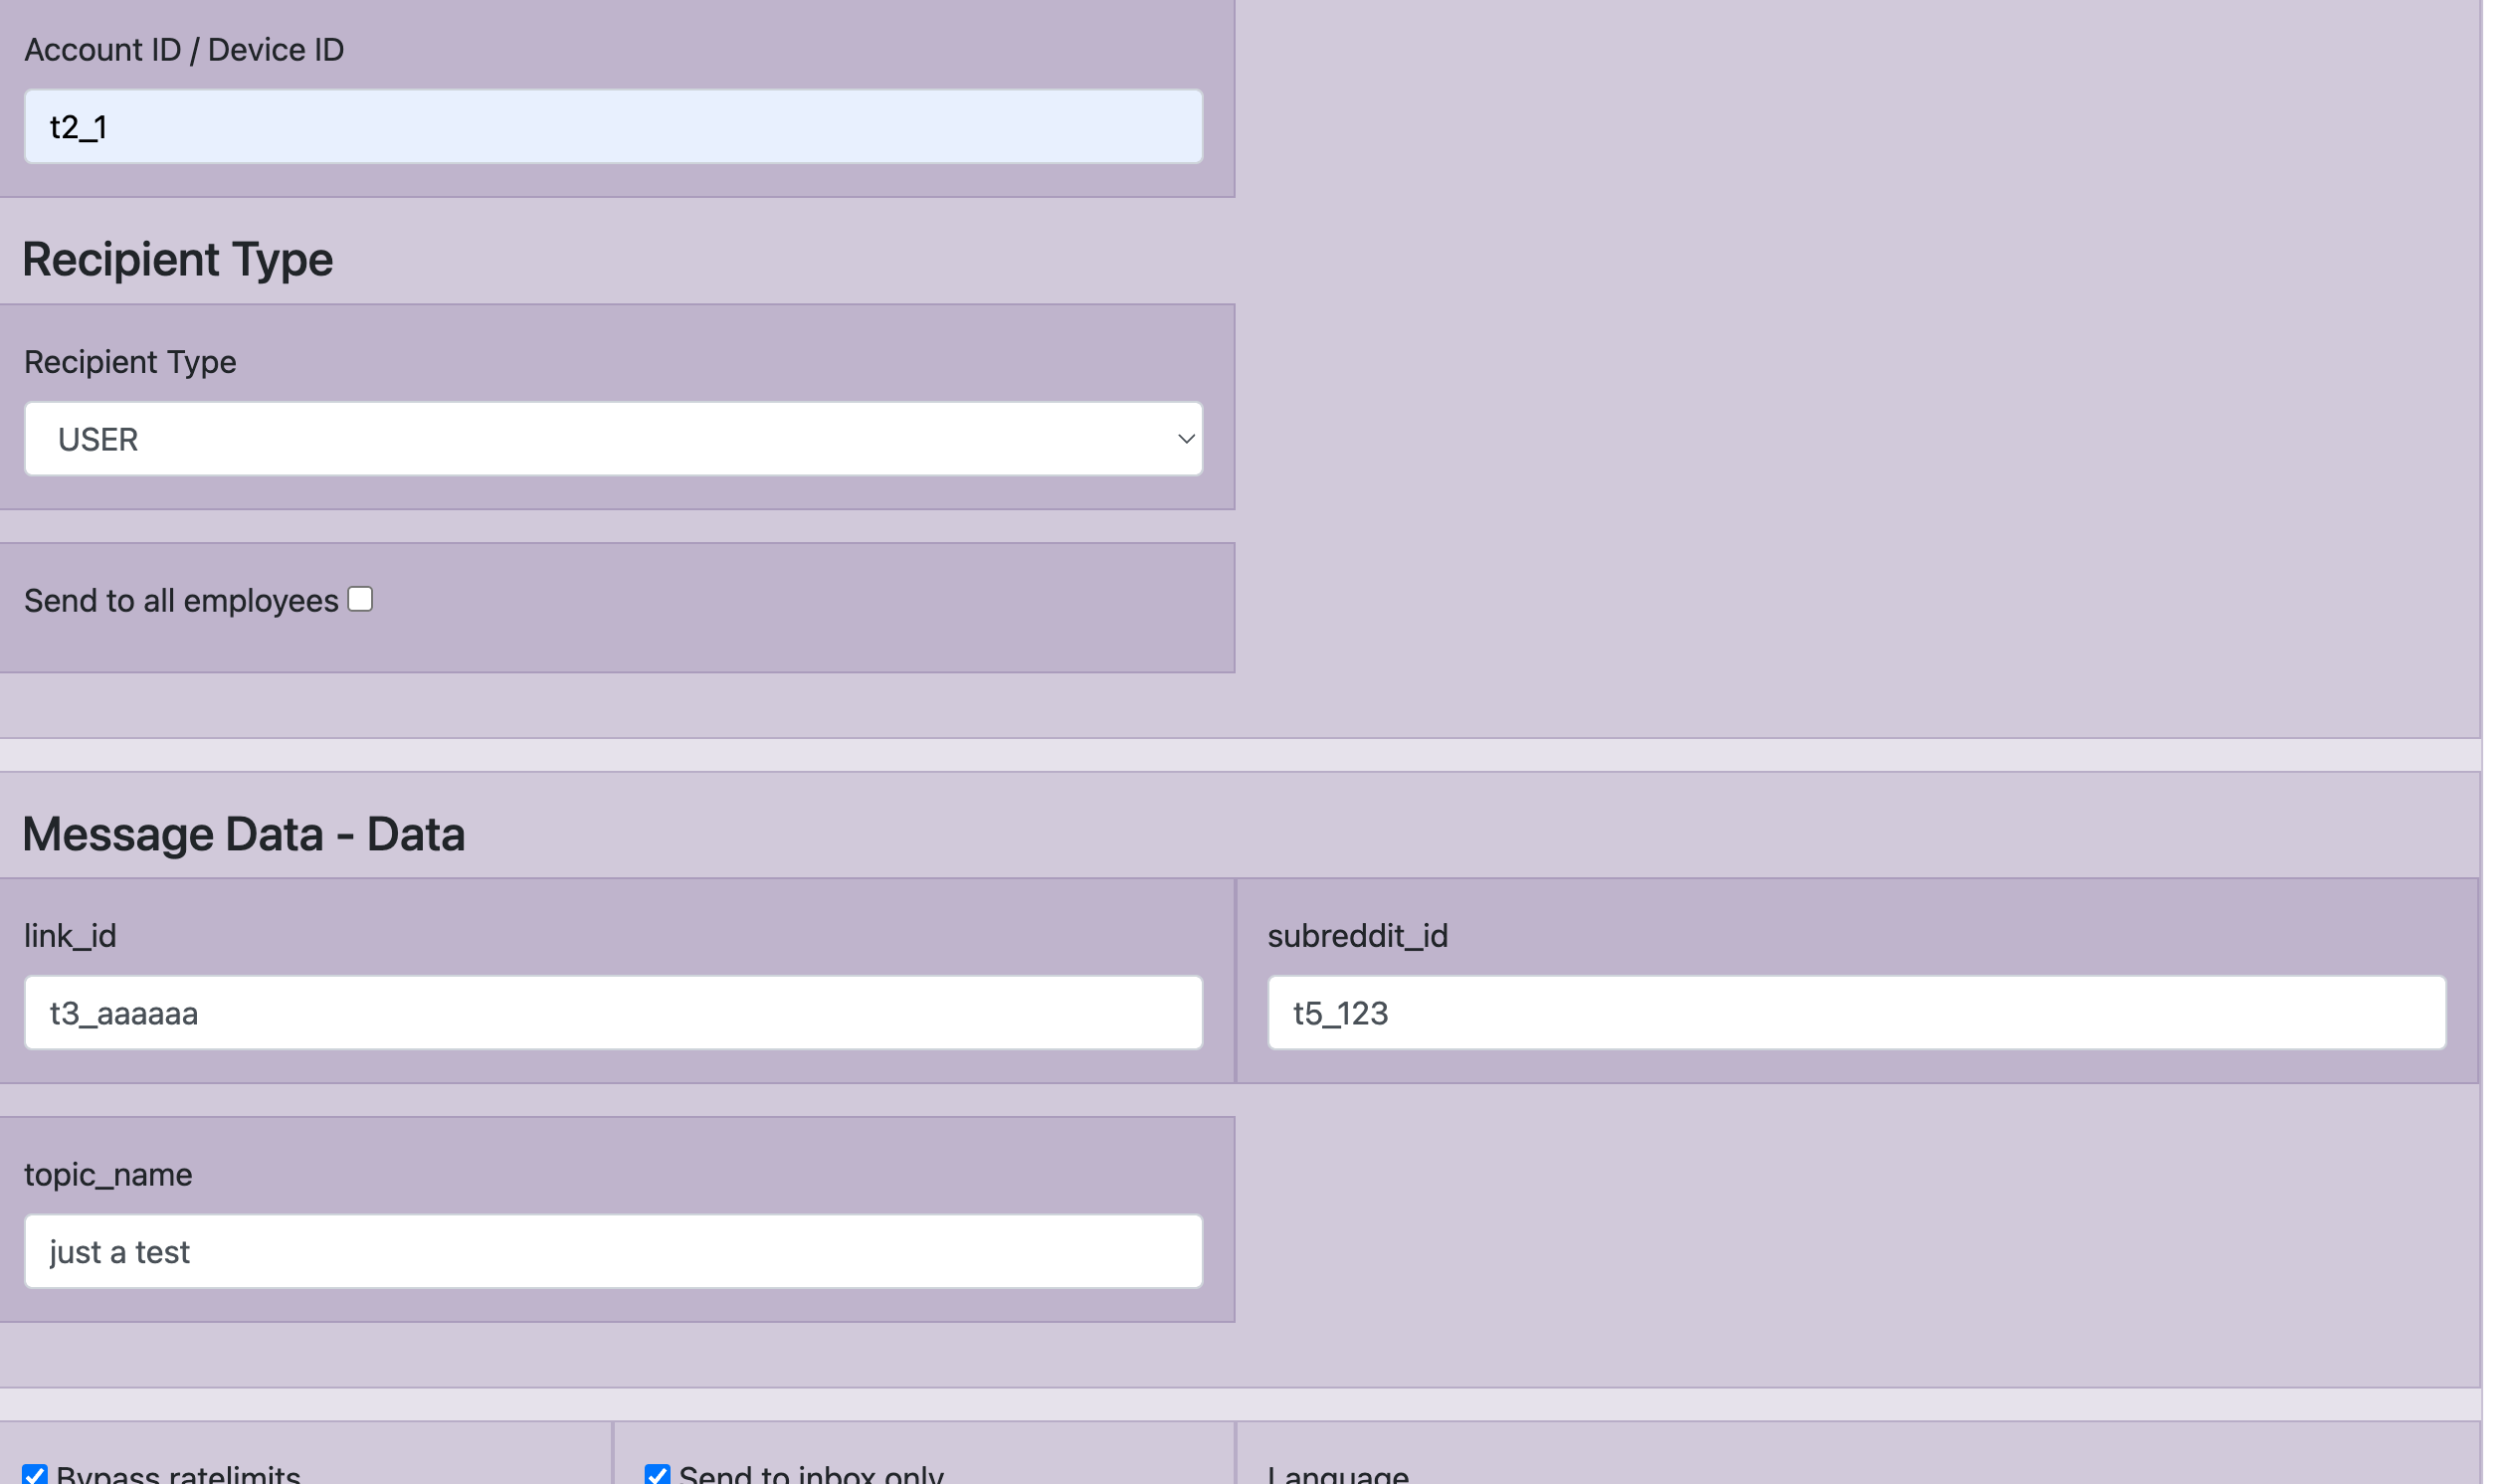 Account ID / Device ID
t2_1
Recipient Type
Recipient Type
USER
Send to all employees
Message Data - Data
link_id
subreddit_id
t3_aaaaaa
t5_123
topic_name
just a test
Bypass ratelimits
Send to inbox only
Language